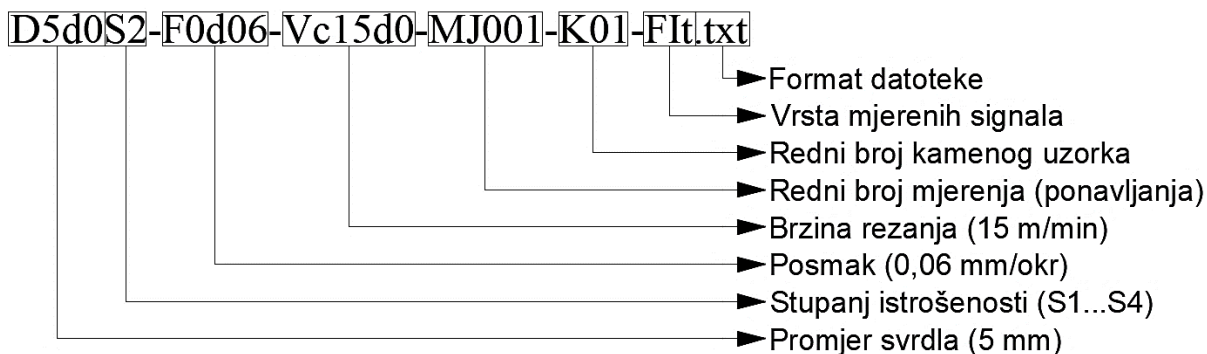 D5d0S2-F0d06-Vc15d0-MJ001-K01-FIt.txt
Format datoteke
Vrsta mjerenih signala
Redni broj kamenog uzorka
Redni broj mjerenja (ponavljanja)
Brzina rezanja (15 m/min)
Posmak (0,06 mm/okr)
Stupanj istrošenosti (S1...S4)
Promjer svrdla (5 mm)